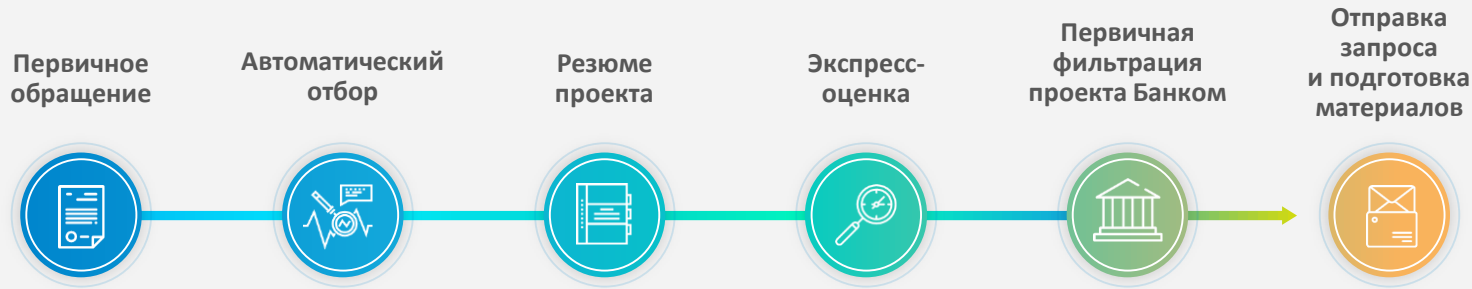 Первичное
обращение
Автоматический
отбор
Резюме
проекта
Экспресс-
оценка
Первичная
фильтрация
проекта Банком
Отправка
запроса
и подготовка
материалов